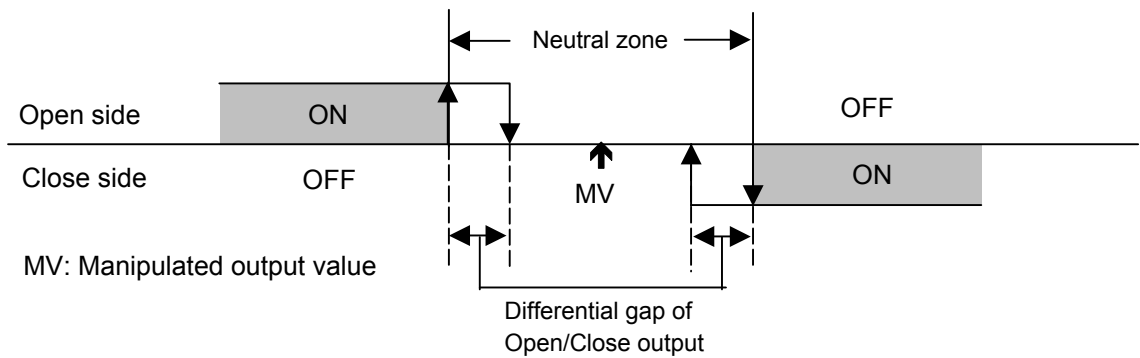 Neutral zone
Open side
ON
OFF
Close side
OFF
MV
ON
MV: Manipulated output value
Differential gap of
Open/Close output